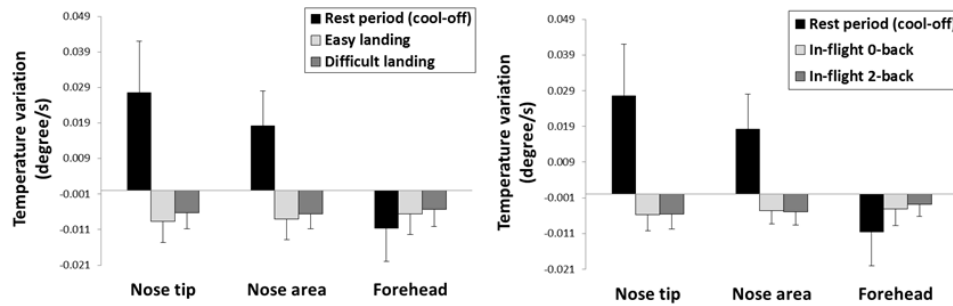 Temperature variation
(degree/s)
0.049
0.039
0.029
0.019
0.009
-0.001
-0.011
-0.021
Rest period (cool-off)
Easy landing
Difficult landing
Nose tip
Nose area
Forehead
Temperature variation
(degree/s)
0.049
0.039
0.029
0.019
0.009
-0.001
-0.011
-0.021
Rest period (cool-off)
In-flight 0-back
In-flight 2-back
Nose tip
Nose area
Forehead